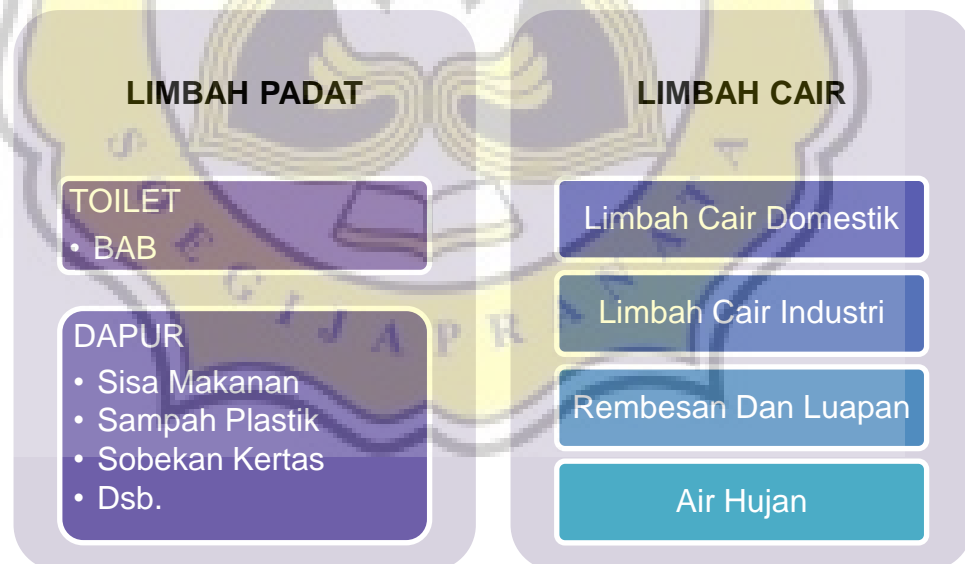 LIMBAH PADAT
TOILET
• BAB
DAPUR
• Sisa Makanan
• Sampah Plastik
• Sobekan Kertas
• Dsb.
LIMBAH CAIR
Limbah Cair Domestik
Limbah Cair Industri
Rembesan Dan Luapan
Air Hujan
SEGIJAPRANATA